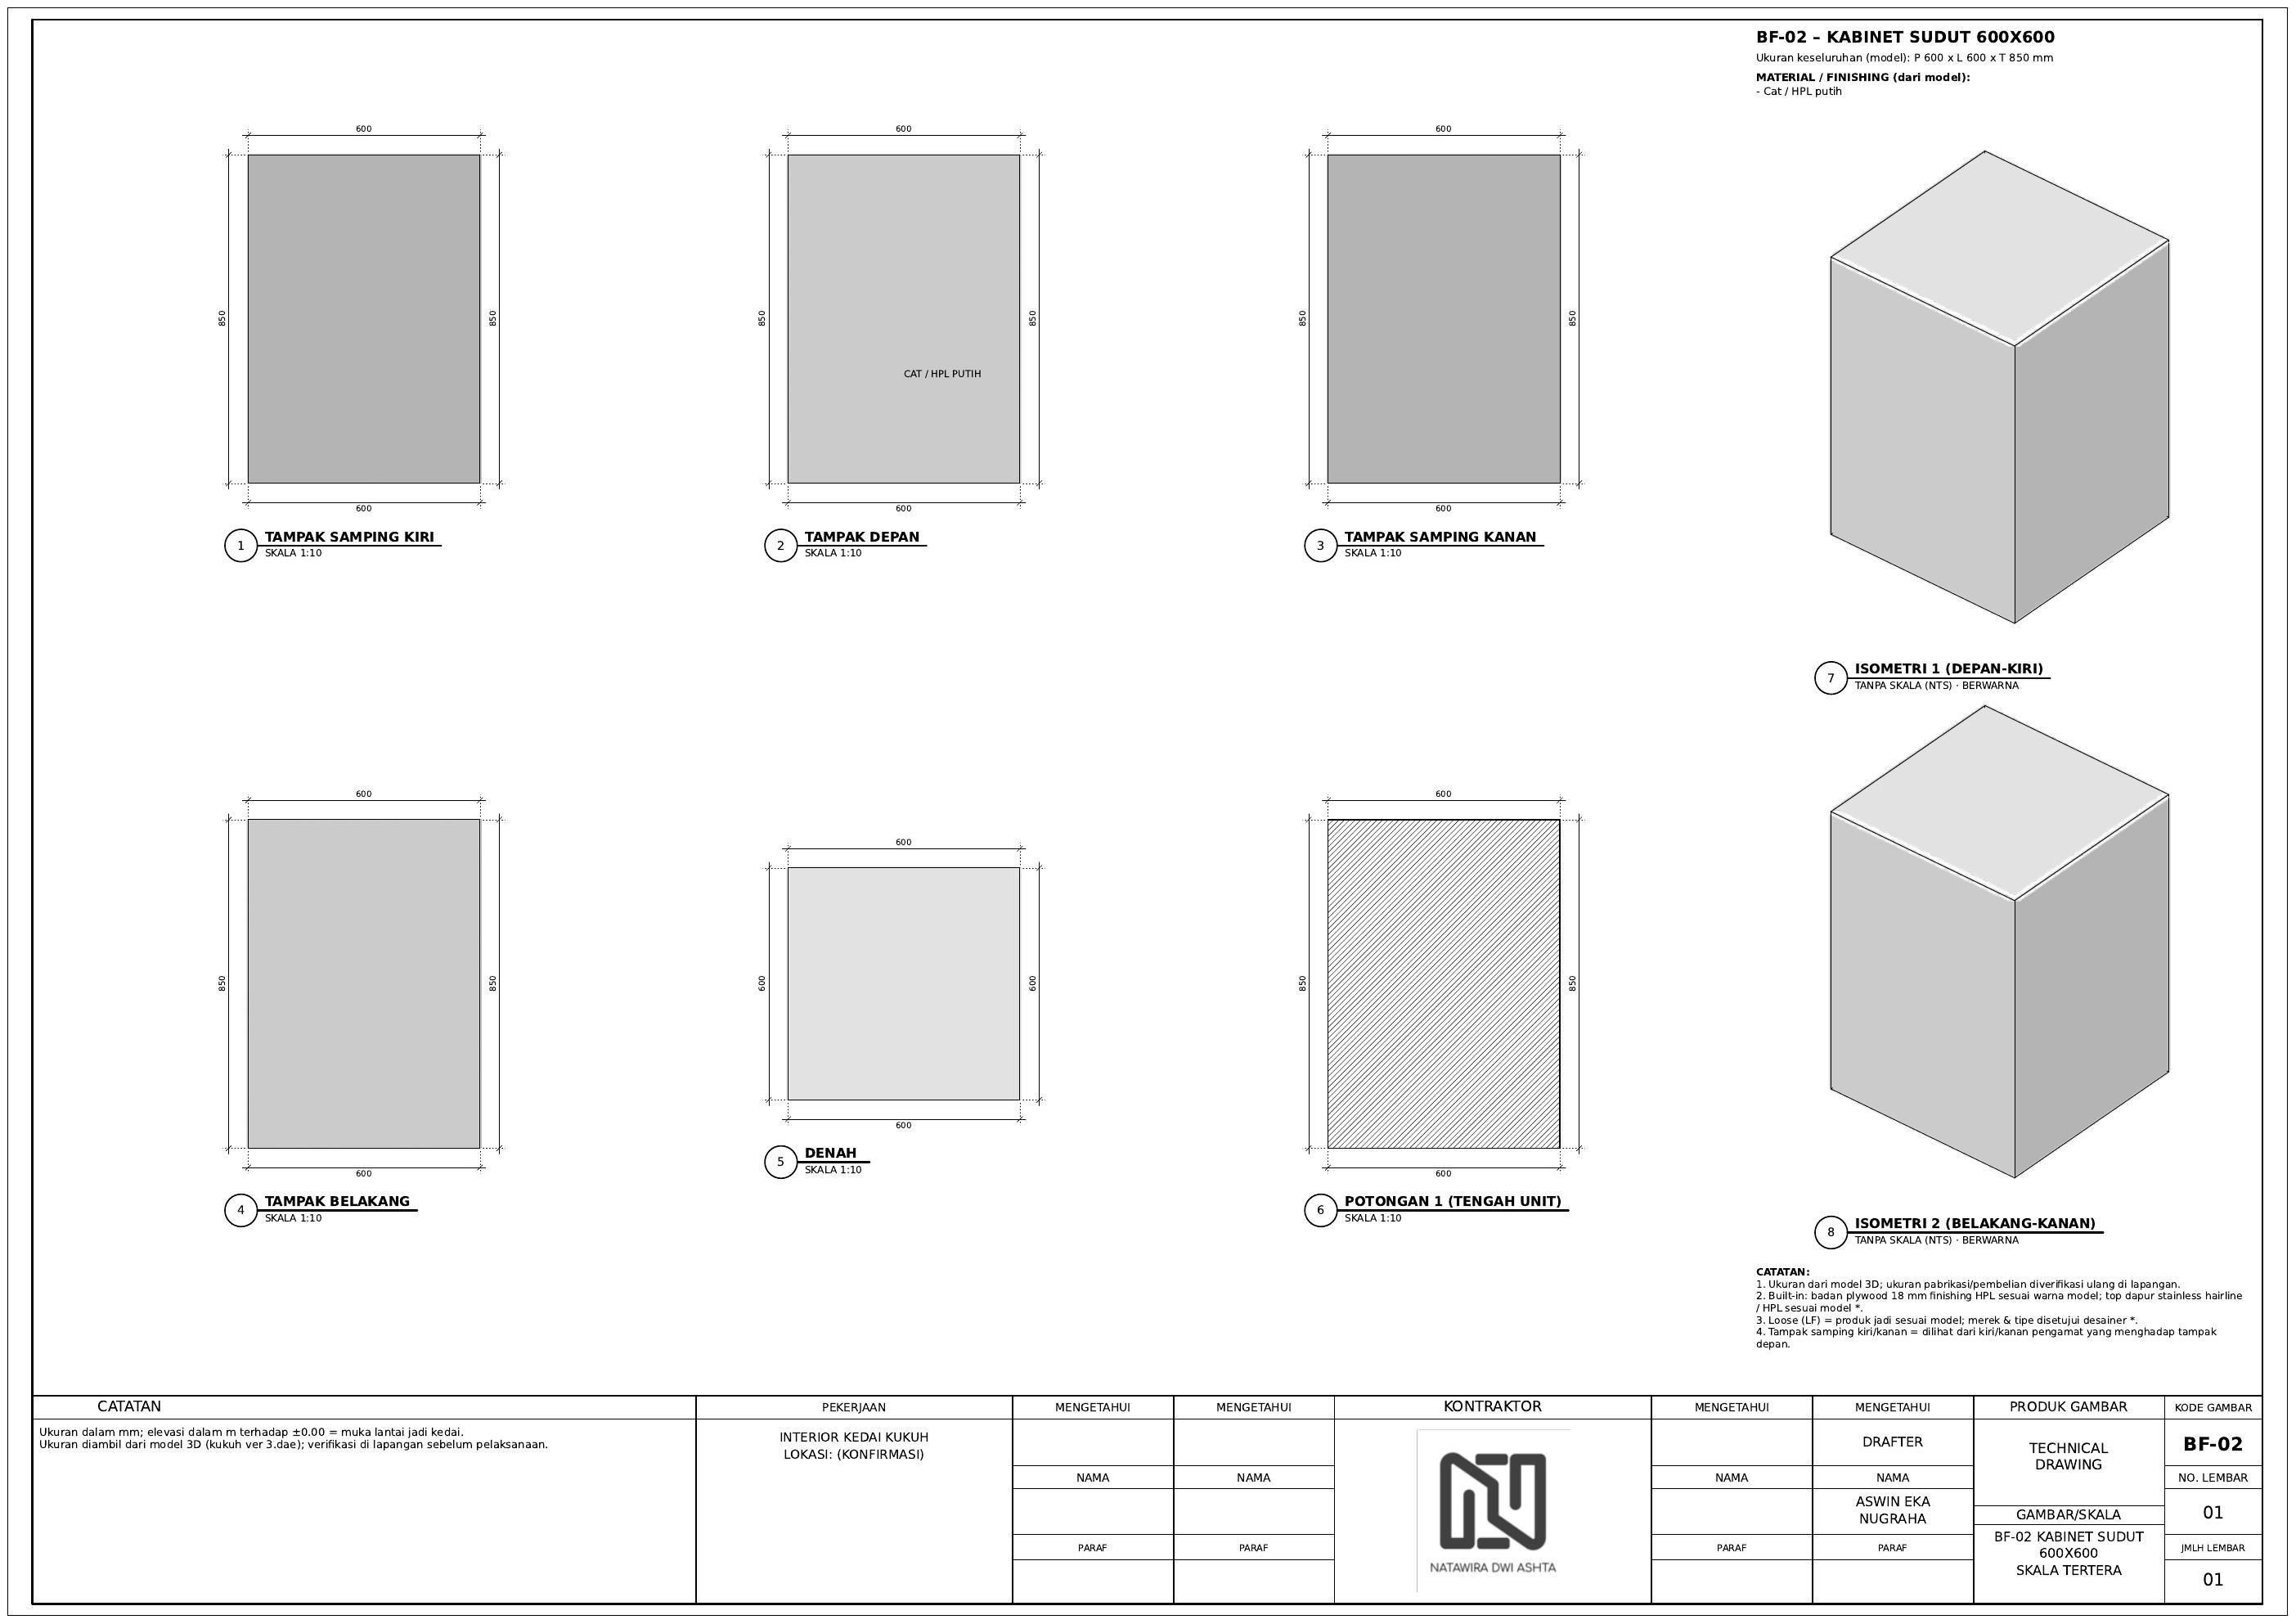 BF-02 – KABINET SUDUT 600X600
Ukuran keseluruhan (model): P 600 x L 600 x T 850 mm
MATERIAL / FINISHING (dari model):
- Cat / HPL putih
600
850
850
600
1
TAMPAK SAMPING KIRI
SKALA 1:10
600
850
850
CAT / HPL PUTIH
600
2
TAMPAK DEPAN
SKALA 1:10
600
850
850
600
3
TAMPAK SAMPING KANAN
SKALA 1:10
7
ISOMETRI 1 (DEPAN-KIRI)
TANPA SKALA (NTS) · BERWARNA
600
850
850
600
4
TAMPAK BELAKANG
SKALA 1:10
600
600
600
600
5
DENAH
SKALA 1:10
600
850
850
600
6
POTONGAN 1 (TENGAH UNIT)
SKALA 1:10
8
ISOMETRI 2 (BELAKANG-KANAN)
TANPA SKALA (NTS) · BERWARNA
CATATAN:
1. Ukuran dari model 3D; ukuran pabrikasi/pembelian diverifikasi ulang di lapangan.
2. Built-in: badan plywood 18 mm finishing HPL sesuai warna model; top dapur stainless hairline
/ HPL sesuai model *.
3. Loose (LF) = produk jadi sesuai model; merek & tipe disetujui desainer *.
4. Tampak samping kiri/kanan = dilihat dari kiri/kanan pengamat yang menghadap tampak
depan.
CATATAN
Ukuran dalam mm; elevasi dalam m terhadap ±0.00 = muka lantai jadi kedai.
Ukuran diambil dari model 3D (kukuh ver 3.dae); verifikasi di lapangan sebelum pelaksanaan.
PEKERJAAN
INTERIOR KEDAI KUKUH
LOKASI: (KONFIRMASI)
MENGETAHUI
NAMA
PARAF
MENGETAHUI
NAMA
PARAF
KONTRAKTOR
NATAWIRA DWI ASHTA
MENGETAHUI
NAMA
PARAF
MENGETAHUI
DRAFTER
NAMA
ASWIN EKA
NUGRAHA
PARAF
PRODUK GAMBAR
TECHNICAL
DRAWING
GAMBAR/SKALA
BF-02 KABINET SUDUT
600X600
SKALA TERTERA
KODE GAMBAR
BF-02
NO. LEMBAR
01
JMLH LEMBAR
01